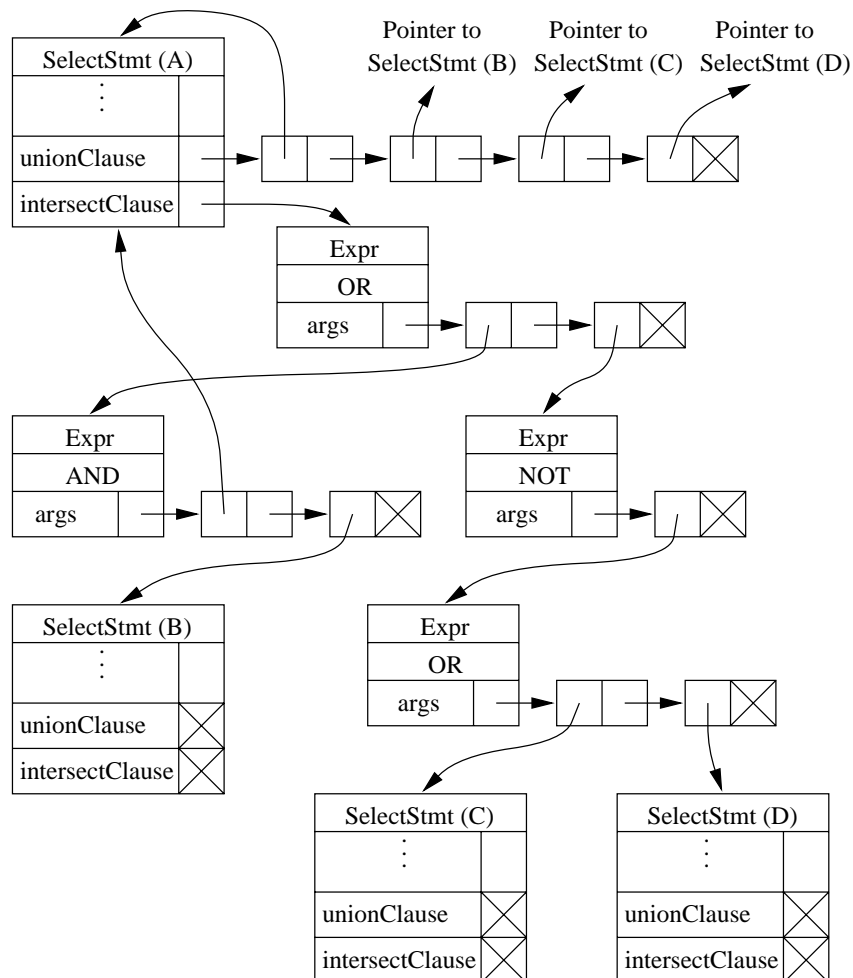 Pointer to
SelectStmt (B)
Pointer to
SelectStmt (C)
Pointer to
SelectStmt (D)
SelectStmt (A)
unionClause
intersectClause
Expr
OR
args
Expr
AND
args
Expr
NOT
args
SelectStmt (B)
unionClause
intersectClause
Expr
OR
args
SelectStmt (C)
unionClause
intersectClause
SelectStmt (D)
unionClause
intersectClause